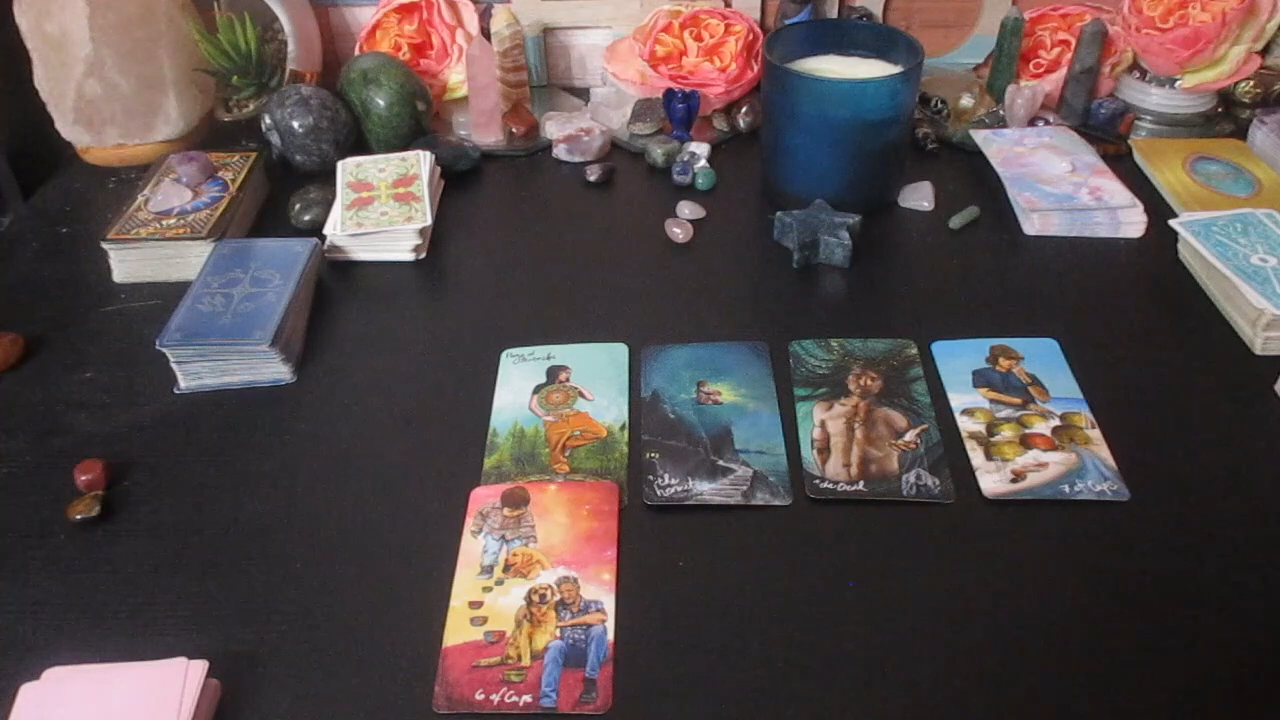 Page of
Pentacles
the
hermit
the Devil
7 of Cups
6 of Cups